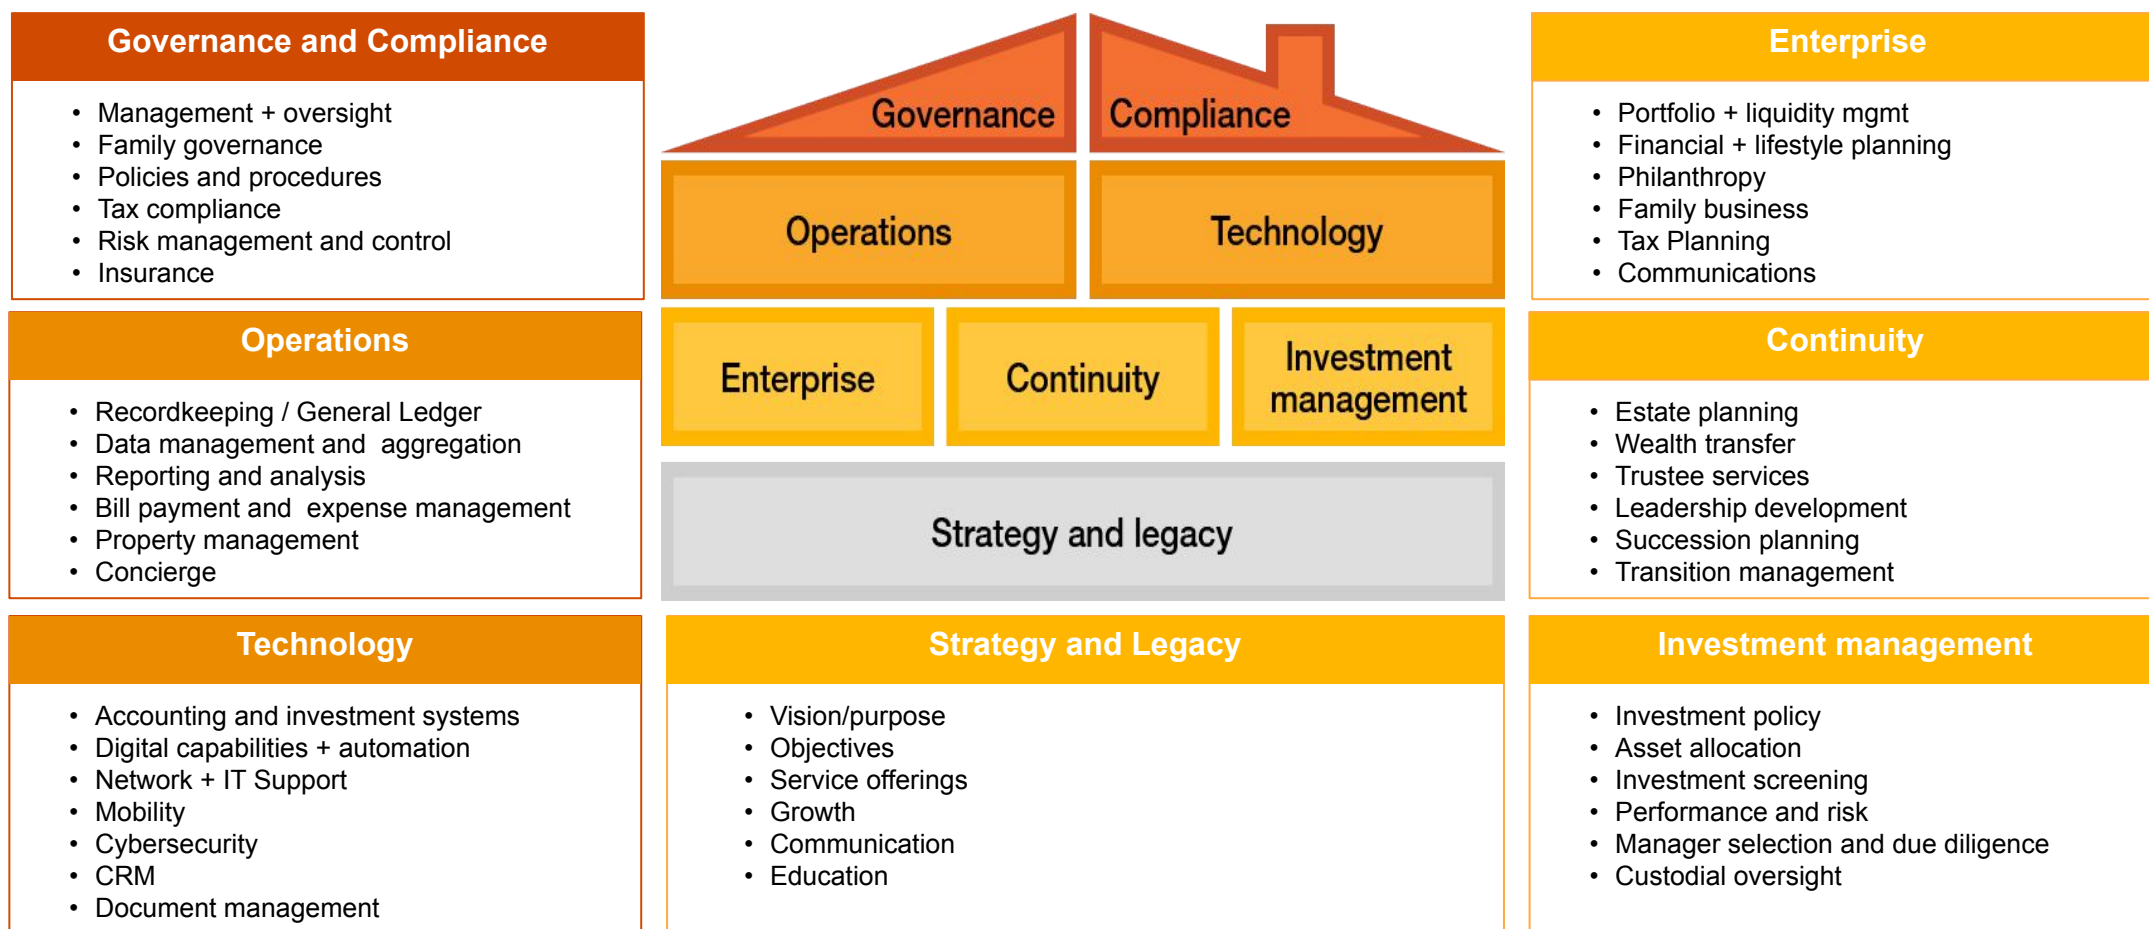 Governance and Compliance
• Management + oversight
• Family governance
• Policies and procedures
• Tax compliance
• Risk management and control
• Insurance
Operations
• Recordkeeping / General Ledger
• Data management and  aggregation
• Reporting and analysis
• Bill payment and  expense management
• Property management
• Concierge
Technology
• Accounting and investment systems
• Digital capabilities + automation
• Network + IT Support
• Mobility
• Cybersecurity
• CRM
• Document management
Governance
Compliance
Operations
Technology
Enterprise
Continuity
Investment
management
Strategy and legacy
Strategy and Legacy
• Vision/purpose
• Objectives
• Service offerings
• Growth
• Communication
• Education
Enterprise
• Portfolio + liquidity mgmt
• Financial + lifestyle planning
• Philanthropy
• Family business
• Tax Planning
• Communications
Continuity
• Estate planning
• Wealth transfer
• Trustee services
• Leadership development
• Succession planning
• Transition management
Investment management
• Investment policy
• Asset allocation
• Investment screening
• Performance and risk
• Manager selection and due diligence
• Custodial oversight